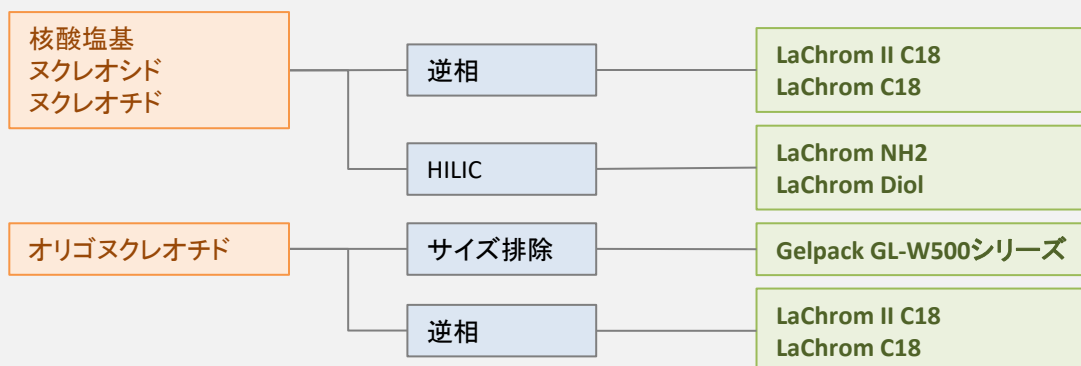 核酸塩基
ヌクレオシド
ヌクレオチド
逆相
LaChrom II C18
LaChrom C18
HILIC
LaChrom NH2
LaChrom Diol
オリゴヌクレオチド
サイズ排除
Gelpack GL-W500シリーズ
逆相
LaChrom II C18
LaChrom C18